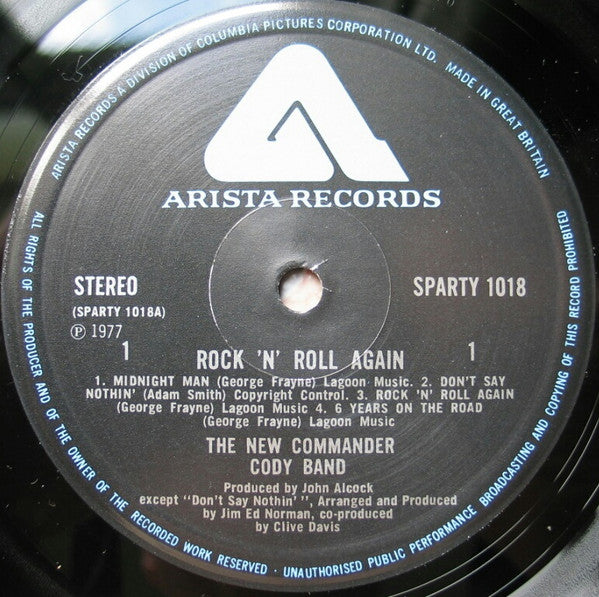 ARISTA RECORDS A DIVISION OF COLUMBIA PICTURES CORPORATION LTD. MADE IN GREAT BRITAIN
ARISTA RECORDS
STEREO
SPARTY 1018
(SPARTY 1018A)
Ⓟ 1977
1
1
ROCK 'N' ROLL AGAIN
1. MIDNIGHT MAN (George Frayne) Lagoon Music. 2. DON'T SAY
NOTHIN' (Adam Smith) Copyright Control. 3. ROCK 'N' ROLL AGAIN
(George Frayne) Lagoon Music 4. 6 YEARS ON THE ROAD
(George Frayne) Lagoon Music
THE NEW COMMANDER
CODY BAND
Produced by John Alcock
except "Don't Say Nothin'", Arranged and Produced
by Jim Ed Norman, co-produced
by Clive Davis
ALL RIGHTS OF THE PRODUCER AND OF THE OWNER OF THE RECORDED WORK RESERVED · UNAUTHORISED PUBLIC PERFORMANCE BROADCASTING AND COPYING OF THIS RECORD PROHIBITED